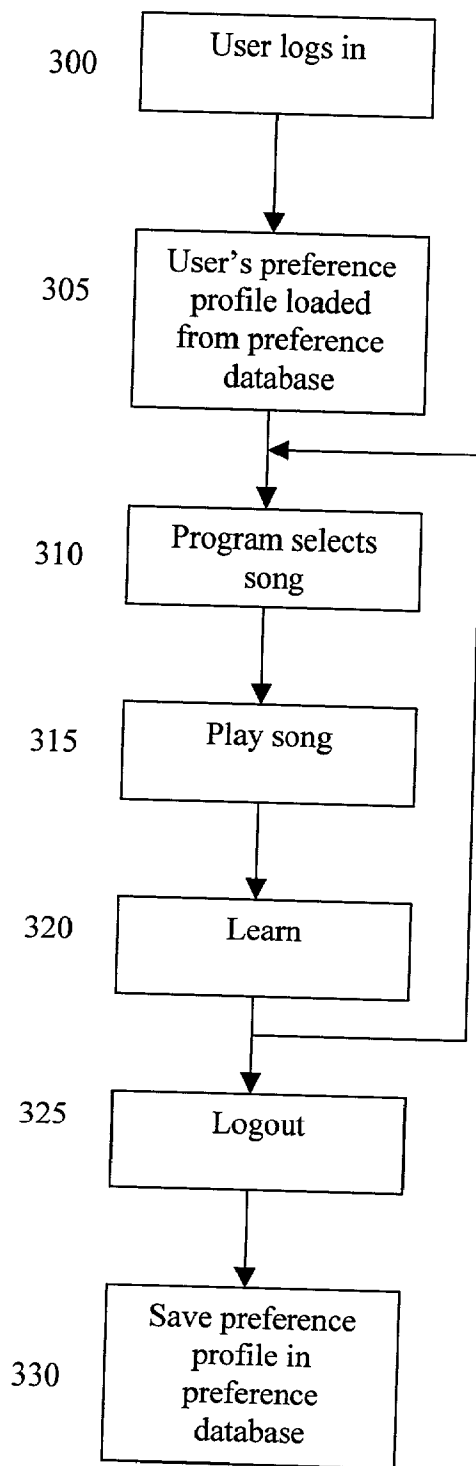 300
User logs in
305
User's preference
profile loaded
from preference
database
310
Program selects
song
315
Play song
320
Learn
325
Logout
330
Save preference
profile in
preference
database